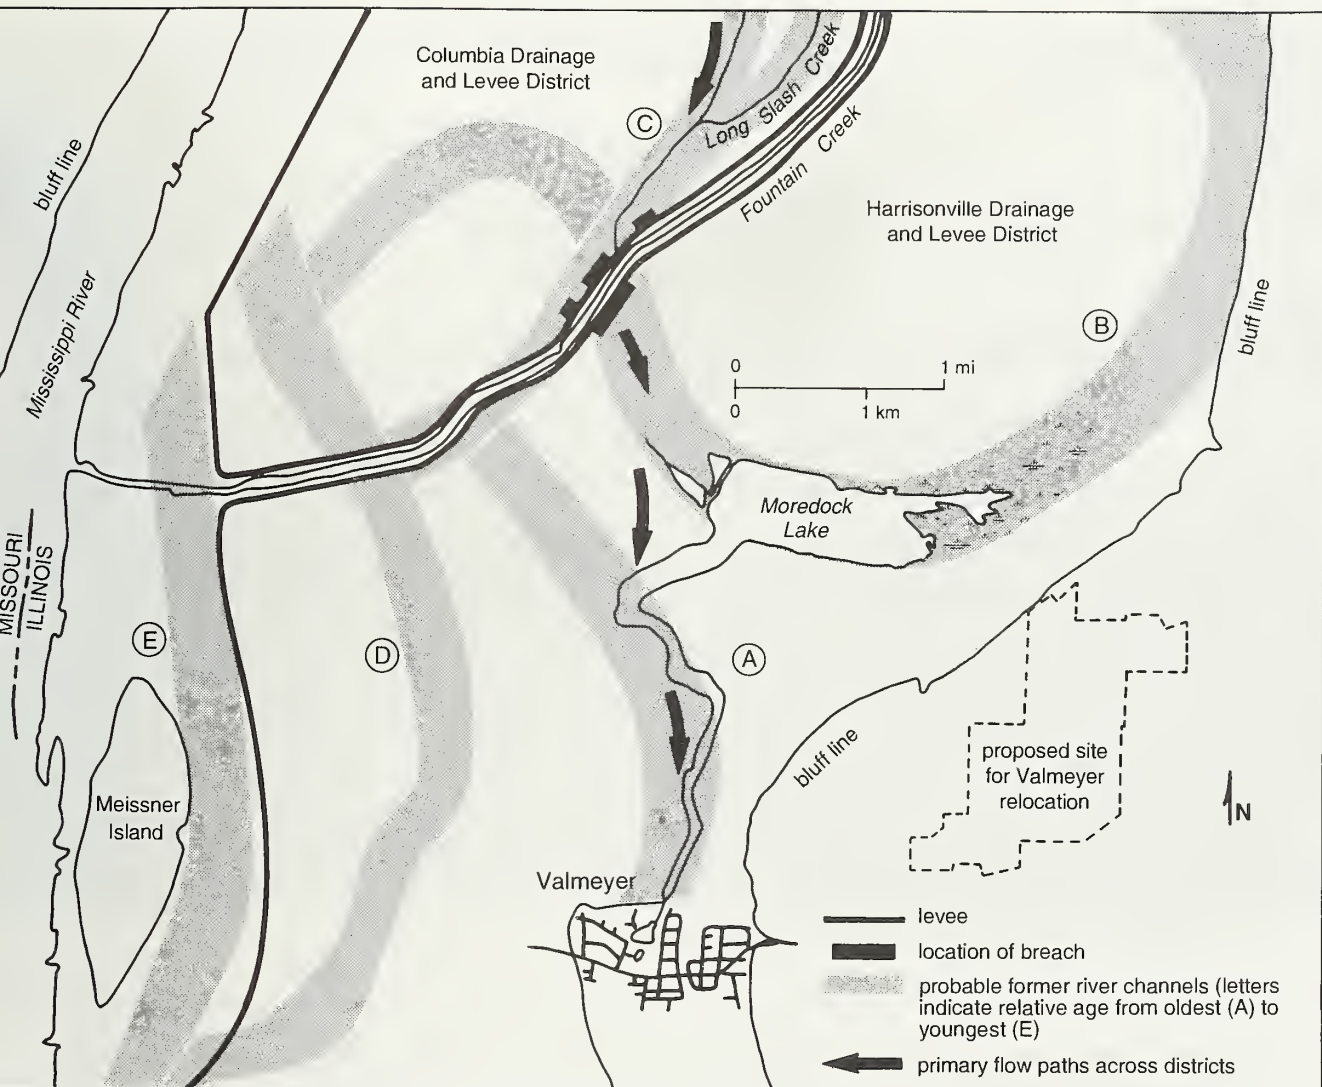 Columbia Drainage
and Levee District
C
Long Slash Creek
Fountain Creek
bluff line
Mississippi River
Harrisonville Drainage
and Levee District
bluff line
B
0 1 mi
0 1 km
Moredock
Lake
MISSOURI
ILLINOIS
E
D
A
bluff line
proposed site
for Valmeyer
relocation
N
Meissner
Island
Valmeyer
levee
location of breach
probable former river channels (letters
indicate relative age from oldest (A) to
youngest (E)
primary flow paths across districts